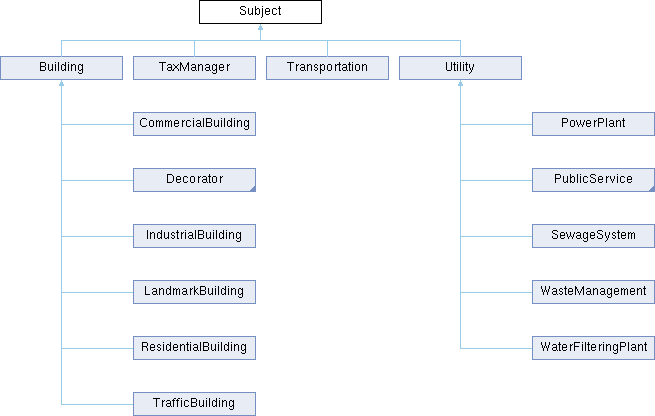 Subject
Building
TaxManager
Transportation
Utility
CommercialBuilding
PowerPlant
Decorator
PublicService
IndustrialBuilding
SewageSystem
LandmarkBuilding
WasteManagement
ResidentialBuilding
WaterFilteringPlant
TrafficBuilding